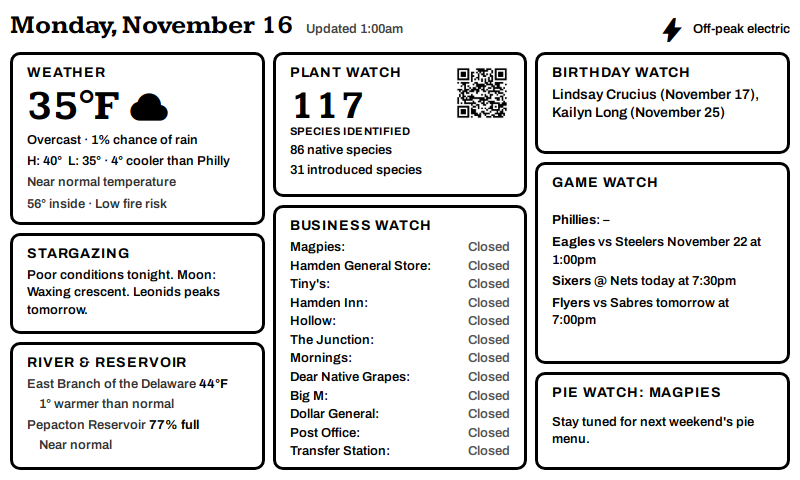 Monday, November 16 Updated 1:00am
Off-peak electric
WEATHER
35°F
Overcast · 1% chance of rain
H: 40° L: 35° · 4° cooler than Philly
Near normal temperature
56° inside · Low fire risk
STARGAZING
Poor conditions tonight. Moon:
Waxing crescent. Leonids peaks
tomorrow.
RIVER & RESERVOIR
East Branch of the Delaware 44°F
1° warmer than normal
Pepacton Reservoir 77% full
Near normal
PLANT WATCH
117
SPECIES IDENTIFIED
86 native species
31 introduced species
BUSINESS WATCH
Magpies: Closed
Hamden General Store: Closed
Tiny's: Closed
Hamden Inn: Closed
Hollow: Closed
The Junction: Closed
Mornings: Closed
Dear Native Grapes: Closed
Big M: Closed
Dollar General: Closed
Post Office: Closed
Transfer Station: Closed
BIRTHDAY WATCH
Lindsay Crucius (November 17),
Kailyn Long (November 25)
GAME WATCH
Phillies: –
Eagles vs Steelers November 22 at
1:00pm
Sixers @ Nets today at 7:30pm
Flyers vs Sabres tomorrow at
7:00pm
PIE WATCH: MAGPIES
Stay tuned for next weekend's pie
menu.